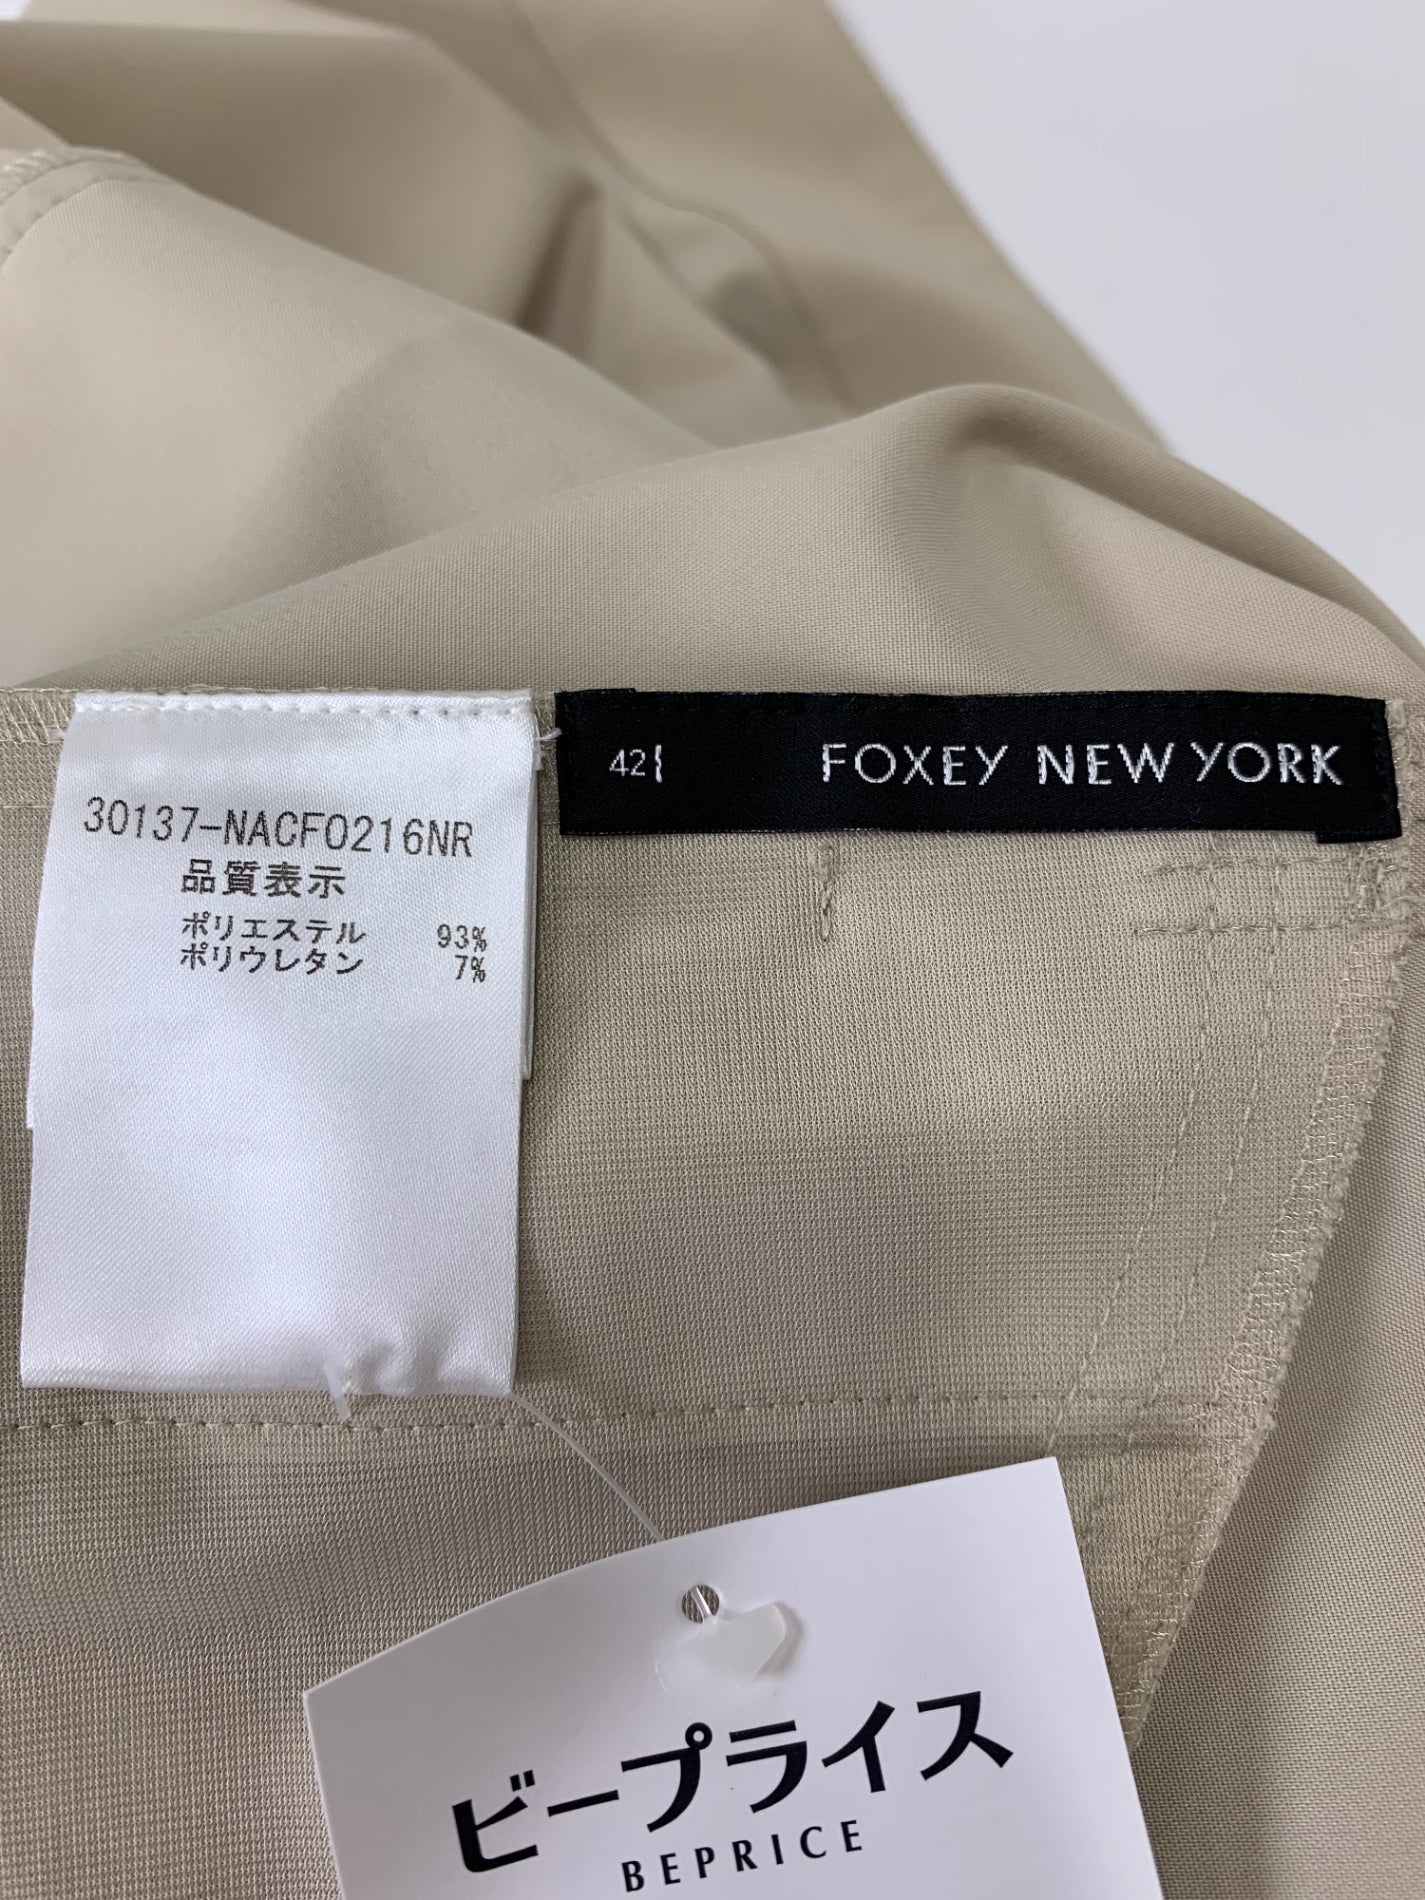 30137-NACF0216NR
品質表示
ポリエステル 93%
ポリウレタン 7%
42
FOXEY NEW YORK
ビープライス
BEPRICE